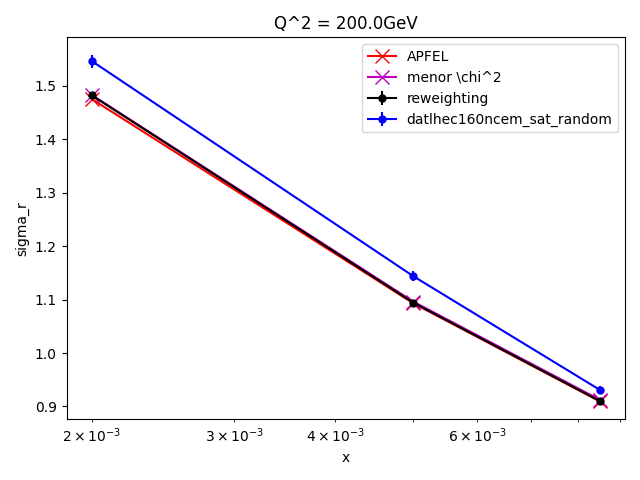 Q^2 = 200.0GeV
APFEL
menor \chi^2
reweighting
datlhec160ncem_sat_random
sigma_r
1.5
1.4
1.3
1.2
1.1
1.0
0.9
2 × 10⁻³
3 × 10⁻³
4 × 10⁻³
6 × 10⁻³
x